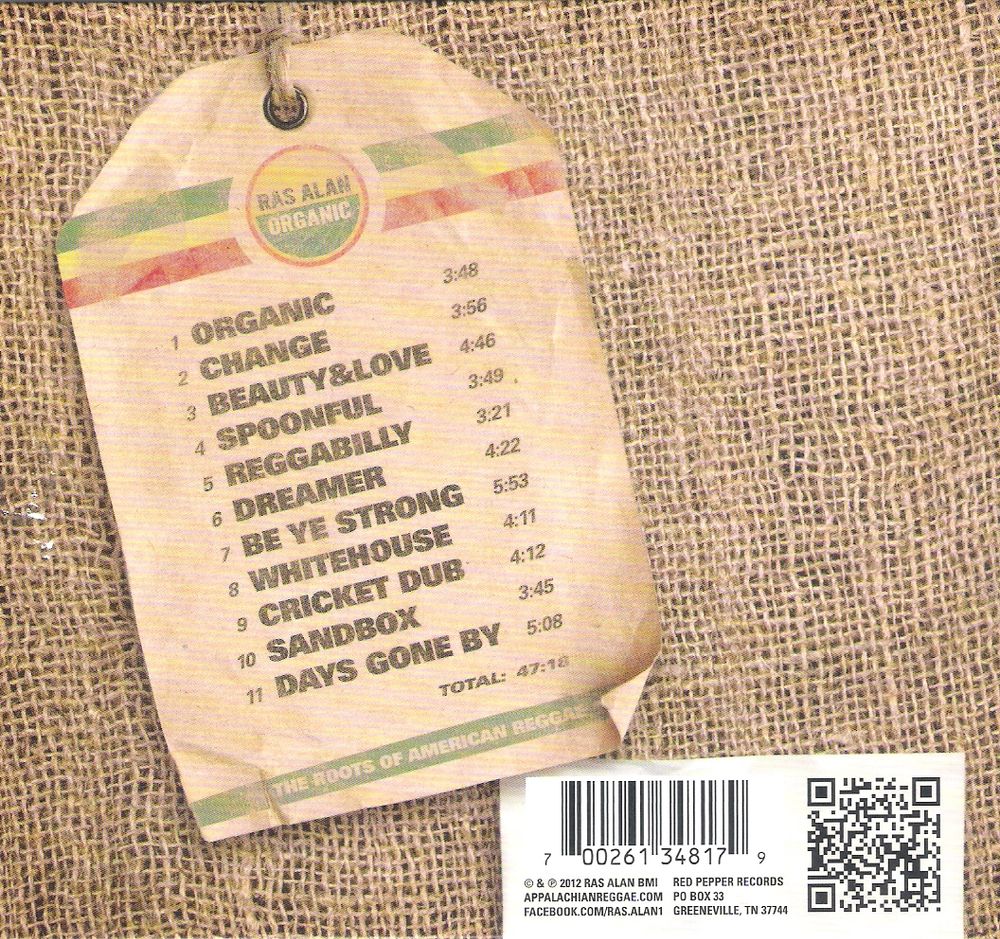 RAS ALAN
ORGANIC
1 ORGANIC 3:48
2 CHANGE 3:56
3 BEAUTY&LOVE 4:46
4 SPOONFUL 3:49
5 REGGABILLY 3:21
6 DREAMER 4:22
7 BE YE STRONG 5:53
8 WHITEHOUSE 4:11
9 CRICKET DUB 4:12
10 SANDBOX 3:45
11 DAYS GONE BY 5:08
TOTAL: 47:18
THE ROOTS OF AMERICAN REGGAE
7 00261 34817 9
© & ℗ 2012 RAS ALAN BMI RED PEPPER RECORDS
APPALACHIANREGGAE.COM PO BOX 33
FACEBOOK.COM/RAS.ALAN1 GREENEVILLE, TN 37744